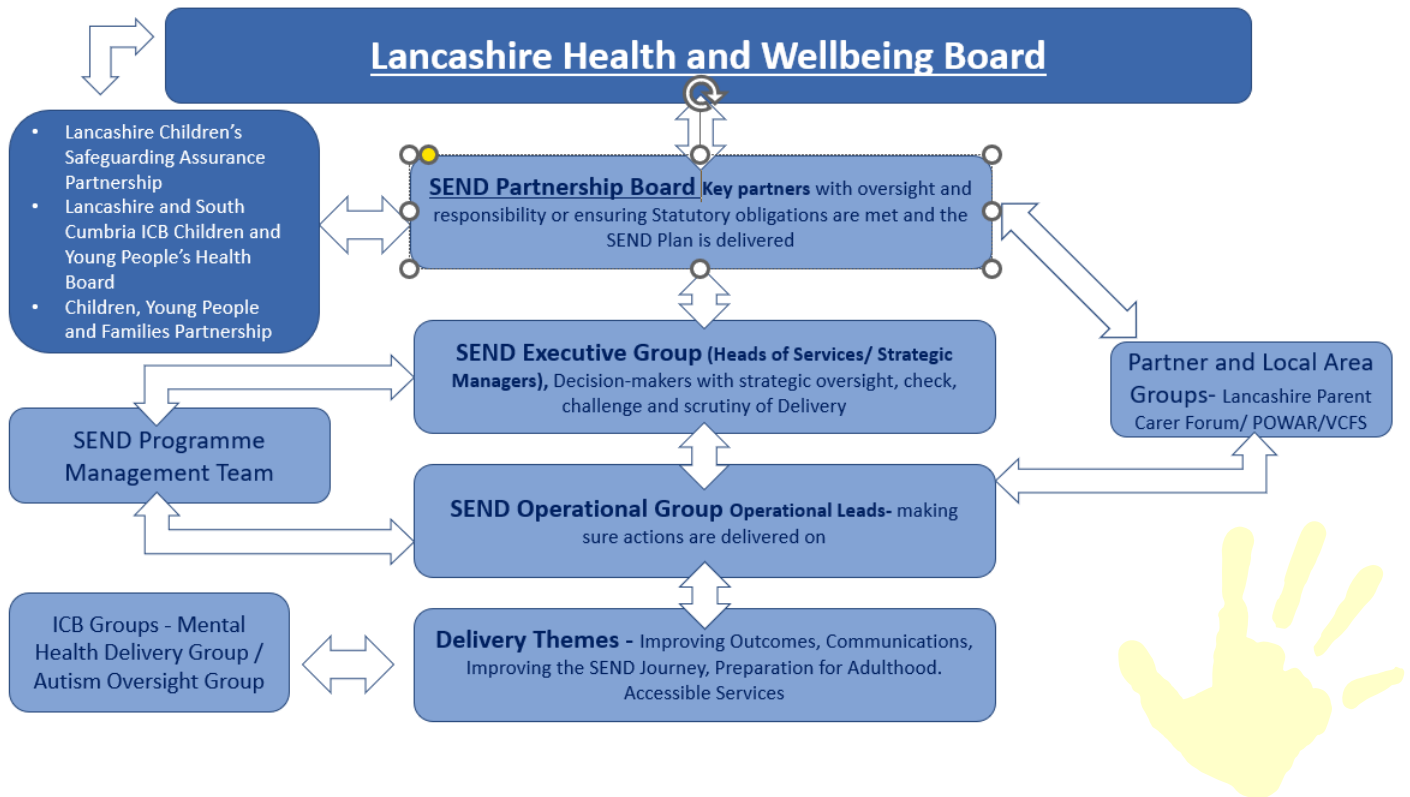 Lancashire Health and Wellbeing Board
• Lancashire Children's
Safeguarding Assurance
Partnership
• Lancashire and South
Cumbria ICB Children and
Young People's Health
Board
• Children, Young People
and Families Partnership
SEND Partnership Board Key partners with oversight and
responsibility or ensuring Statutory obligations are met and the
SEND Plan is delivered
SEND Executive Group (Heads of Services/ Strategic
Managers), Decision-makers with strategic oversight, check,
challenge and scrutiny of Delivery
Partner and Local Area
Groups- Lancashire Parent
Carer Forum/ POWAR/VCFS
SEND Programme
Management Team
SEND Operational Group Operational Leads- making
sure actions are delivered on
ICB Groups - Mental
Health Delivery Group /
Autism Oversight Group
Delivery Themes - Improving Outcomes, Communications,
Improving the SEND Journey, Preparation for Adulthood.
Accessible Services